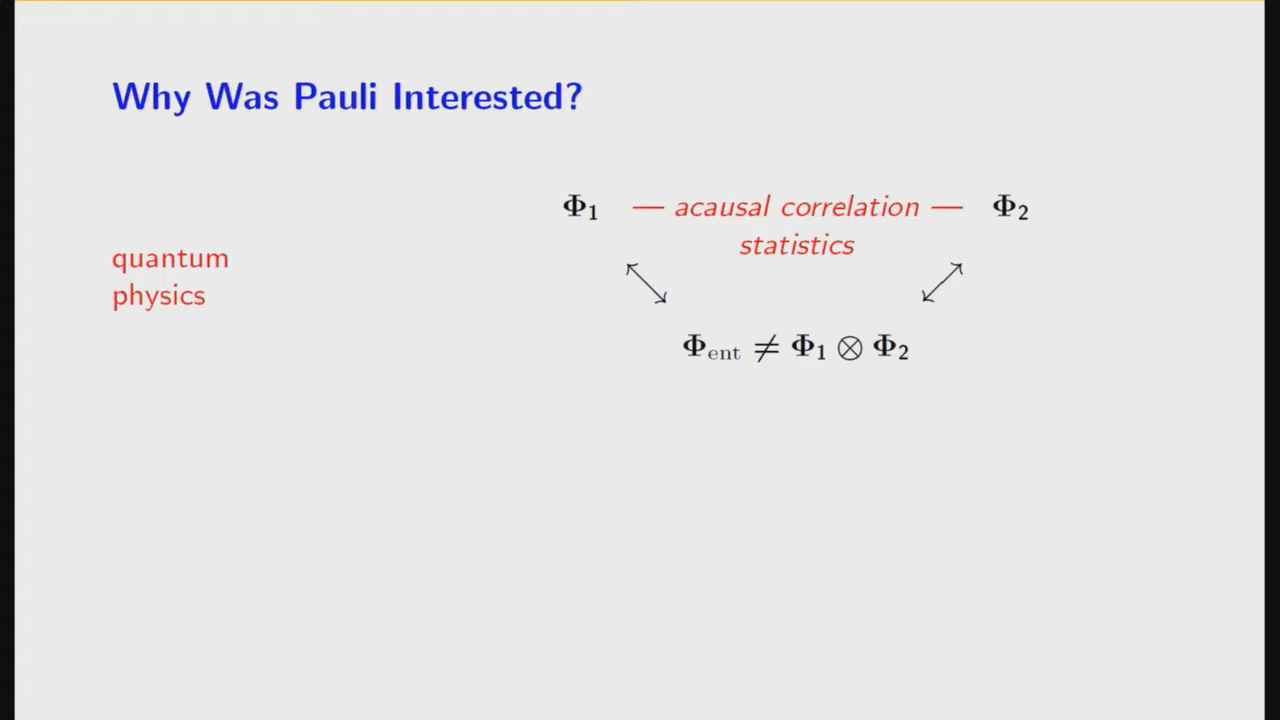 Why Was Pauli Interested?
Φ₁ — acausal correlation — Φ₂
statistics
quantum
physics
Φ_ent ≠ Φ₁ ⊗ Φ₂